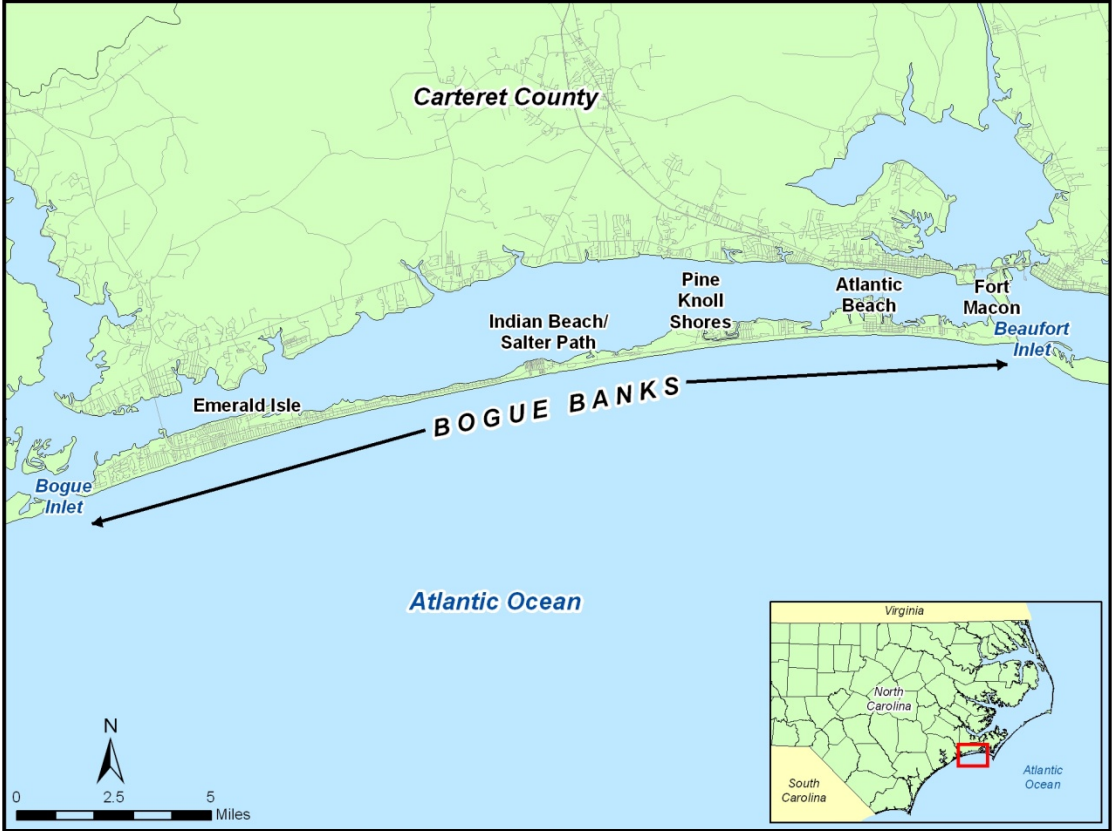 Carteret County
Pine
Knoll
Shores
Atlantic
Beach
Fort
Macon
Beaufort
Inlet
Indian Beach/
Salter Path
Emerald Isle
BOGUE BANKS
Bogue
Inlet
Atlantic Ocean
N
0 2.5 5
Miles
Virginia
North
Carolina
South
Carolina
Atlantic
Ocean